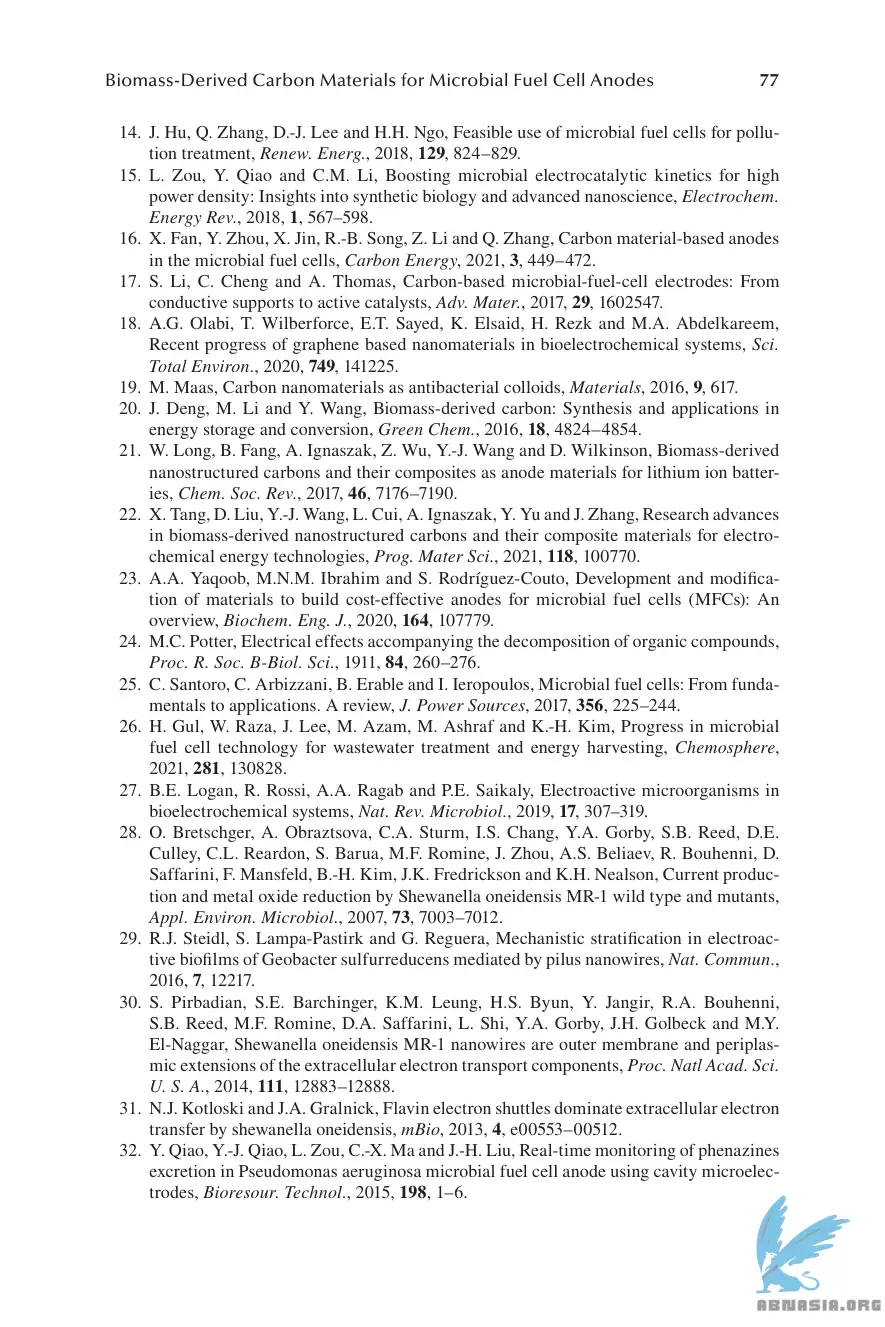 Biomass-Derived Carbon Materials for Microbial Fuel Cell Anodes 77
14. J. Hu, Q. Zhang, D.-J. Lee and H.H. Ngo, Feasible use of microbial fuel cells for pollu-
tion treatment, Renew. Energ., 2018, 129, 824–829.
15. L. Zou, Y. Qiao and C.M. Li, Boosting microbial electrocatalytic kinetics for high
power density: Insights into synthetic biology and advanced nanoscience, Electrochem.
Energy Rev., 2018, 1, 567–598.
16. X. Fan, Y. Zhou, X. Jin, R.-B. Song, Z. Li and Q. Zhang, Carbon material-based anodes
in the microbial fuel cells, Carbon Energy, 2021, 3, 449–472.
17. S. Li, C. Cheng and A. Thomas, Carbon-based microbial-fuel-cell electrodes: From
conductive supports to active catalysts, Adv. Mater., 2017, 29, 1602547.
18. A.G. Olabi, T. Wilberforce, E.T. Sayed, K. Elsaid, H. Rezk and M.A. Abdelkareem,
Recent progress of graphene based nanomaterials in bioelectrochemical systems, Sci.
Total Environ., 2020, 749, 141225.
19. M. Maas, Carbon nanomaterials as antibacterial colloids, Materials, 2016, 9, 617.
20. J. Deng, M. Li and Y. Wang, Biomass-derived carbon: Synthesis and applications in
energy storage and conversion, Green Chem., 2016, 18, 4824–4854.
21. W. Long, B. Fang, A. Ignaszak, Z. Wu, Y.-J. Wang and D. Wilkinson, Biomass-derived
nanostructured carbons and their composites as anode materials for lithium ion batter-
ies, Chem. Soc. Rev., 2017, 46, 7176–7190.
22. X. Tang, D. Liu, Y.-J. Wang, L. Cui, A. Ignaszak, Y. Yu and J. Zhang, Research advances
in biomass-derived nanostructured carbons and their composite materials for electro-
chemical energy technologies, Prog. Mater Sci., 2021, 118, 100770.
23. A.A. Yaqoob, M.N.M. Ibrahim and S. Rodríguez-Couto, Development and modifica-
tion of materials to build cost-effective anodes for microbial fuel cells (MFCs): An
overview, Biochem. Eng. J., 2020, 164, 107779.
24. M.C. Potter, Electrical effects accompanying the decomposition of organic compounds,
Proc. R. Soc. B-Biol. Sci., 1911, 84, 260–276.
25. C. Santoro, C. Arbizzani, B. Erable and I. Ieropoulos, Microbial fuel cells: From funda-
mentals to applications. A review, J. Power Sources, 2017, 356, 225–244.
26. H. Gul, W. Raza, J. Lee, M. Azam, M. Ashraf and K.-H. Kim, Progress in microbial
fuel cell technology for wastewater treatment and energy harvesting, Chemosphere,
2021, 281, 130828.
27. B.E. Logan, R. Rossi, A.A. Ragab and P.E. Saikaly, Electroactive microorganisms in
bioelectrochemical systems, Nat. Rev. Microbiol., 2019, 17, 307–319.
28. O. Bretschger, A. Obraztsova, C.A. Sturm, I.S. Chang, Y.A. Gorby, S.B. Reed, D.E.
Culley, C.L. Reardon, S. Barua, M.F. Romine, J. Zhou, A.S. Beliaev, R. Bouhenni, D.
Saffarini, F. Mansfeld, B.-H. Kim, J.K. Fredrickson and K.H. Nealson, Current produc-
tion and metal oxide reduction by Shewanella oneidensis MR-1 wild type and mutants,
Appl. Environ. Microbiol., 2007, 73, 7003–7012.
29. R.J. Steidl, S. Lampa-Pastirk and G. Reguera, Mechanistic stratification in electroac-
tive biofilms of Geobacter sulfurreducens mediated by pilus nanowires, Nat. Commun.,
2016, 7, 12217.
30. S. Pirbadian, S.E. Barchinger, K.M. Leung, H.S. Byun, Y. Jangir, R.A. Bouhenni,
S.B. Reed, M.F. Romine, D.A. Saffarini, L. Shi, Y.A. Gorby, J.H. Golbeck and M.Y.
El-Naggar, Shewanella oneidensis MR-1 nanowires are outer membrane and periplas-
mic extensions of the extracellular electron transport components, Proc. Natl Acad. Sci.
U. S. A., 2014, 111, 12883–12888.
31. N.J. Kotloski and J.A. Gralnick, Flavin electron shuttles dominate extracellular electron
transfer by shewanella oneidensis, mBio, 2013, 4, e00553–00512.
32. Y. Qiao, Y.-J. Qiao, L. Zou, C.-X. Ma and J.-H. Liu, Real-time monitoring of phenazines
excretion in Pseudomonas aeruginosa microbial fuel cell anode using cavity microelec-
trodes, Bioresour. Technol., 2015, 198, 1–6.
ABNASIA.ORG